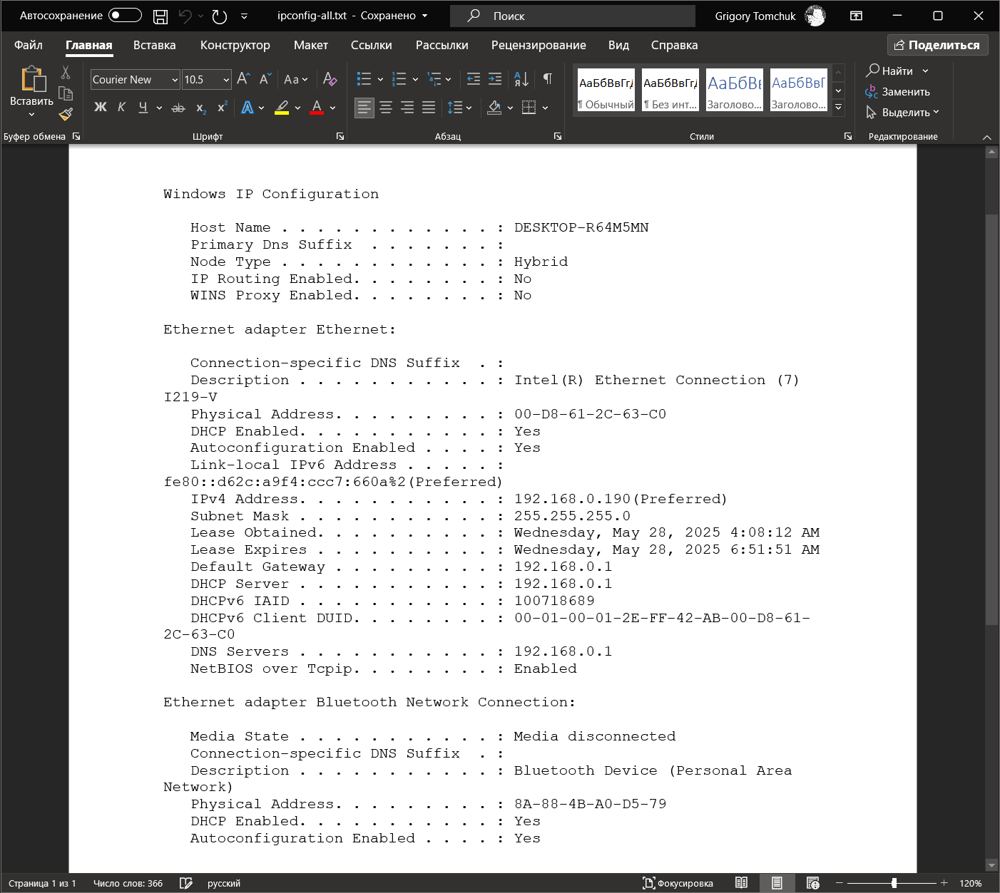 Автосохранение ipconfig-all.txt - Сохранено Поиск Grigory Tomchuk
Файл Главная Вставка Конструктор Макет Ссылки Рассылки Рецензирование Вид Справка Поделиться
Вставить
Courier New 10.5
Ж К Ч ab x₂ x²
АаБбВвГг, АаБбВвГг, АаБбВв АаБбВвГ
¶ Обычный ¶ Без инт... Заголово... Заголово...
Найти
Заменить
Выделить
Буфер обмена Шрифт Абзац Стили Редактирование
Windows IP Configuration
Host Name . . . . . . . . . . . . : DESKTOP-R64M5MN
Primary Dns Suffix  . . . . . . . :
Node Type . . . . . . . . . . . . : Hybrid
IP Routing Enabled. . . . . . . . : No
WINS Proxy Enabled. . . . . . . . : No
Ethernet adapter Ethernet:
Connection-specific DNS Suffix  . :
Description . . . . . . . . . . . : Intel(R) Ethernet Connection (7)
I219-V
Physical Address. . . . . . . . . : 00-D8-61-2C-63-C0
DHCP Enabled. . . . . . . . . . . : Yes
Autoconfiguration Enabled . . . . : Yes
Link-local IPv6 Address . . . . . :
fe80::d62c:a9f4:ccc7:660a%2(Preferred)
IPv4 Address. . . . . . . . . . . : 192.168.0.190(Preferred)
Subnet Mask . . . . . . . . . . . : 255.255.255.0
Lease Obtained. . . . . . . . . . : Wednesday, May 28, 2025 4:08:12 AM
Lease Expires . . . . . . . . . . : Wednesday, May 28, 2025 6:51:51 AM
Default Gateway . . . . . . . . . : 192.168.0.1
DHCP Server . . . . . . . . . . . : 192.168.0.1
DHCPv6 IAID . . . . . . . . . . . : 100718689
DHCPv6 Client DUID. . . . . . . . : 00-01-00-01-2E-FF-42-AB-00-D8-61-
2C-63-C0
DNS Servers . . . . . . . . . . . : 192.168.0.1
NetBIOS over Tcpip. . . . . . . . : Enabled
Ethernet adapter Bluetooth Network Connection:
Media State . . . . . . . . . . . : Media disconnected
Connection-specific DNS Suffix  . :
Description . . . . . . . . . . . : Bluetooth Device (Personal Area
Network)
Physical Address. . . . . . . . . : 8A-88-4B-A0-D5-79
DHCP Enabled. . . . . . . . . . . : Yes
Autoconfiguration Enabled . . . . : Yes
Страница 1 из 1 Число слов: 366 русский Фокусировка 120%